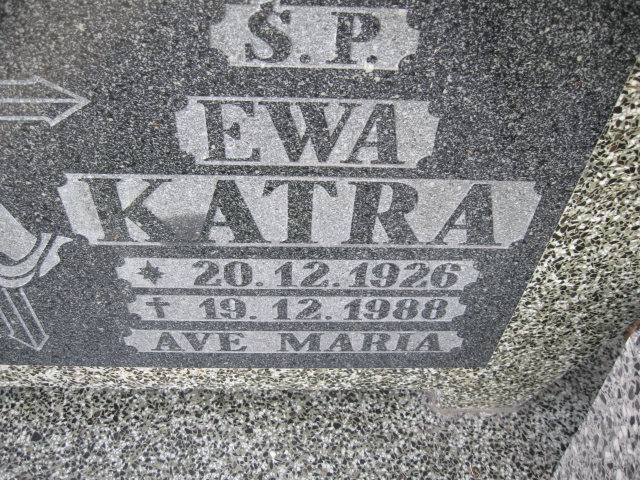 Ś.P.
EWA
KATRA
* 20.12.1926
† 19.12.1988
AVE MARIA